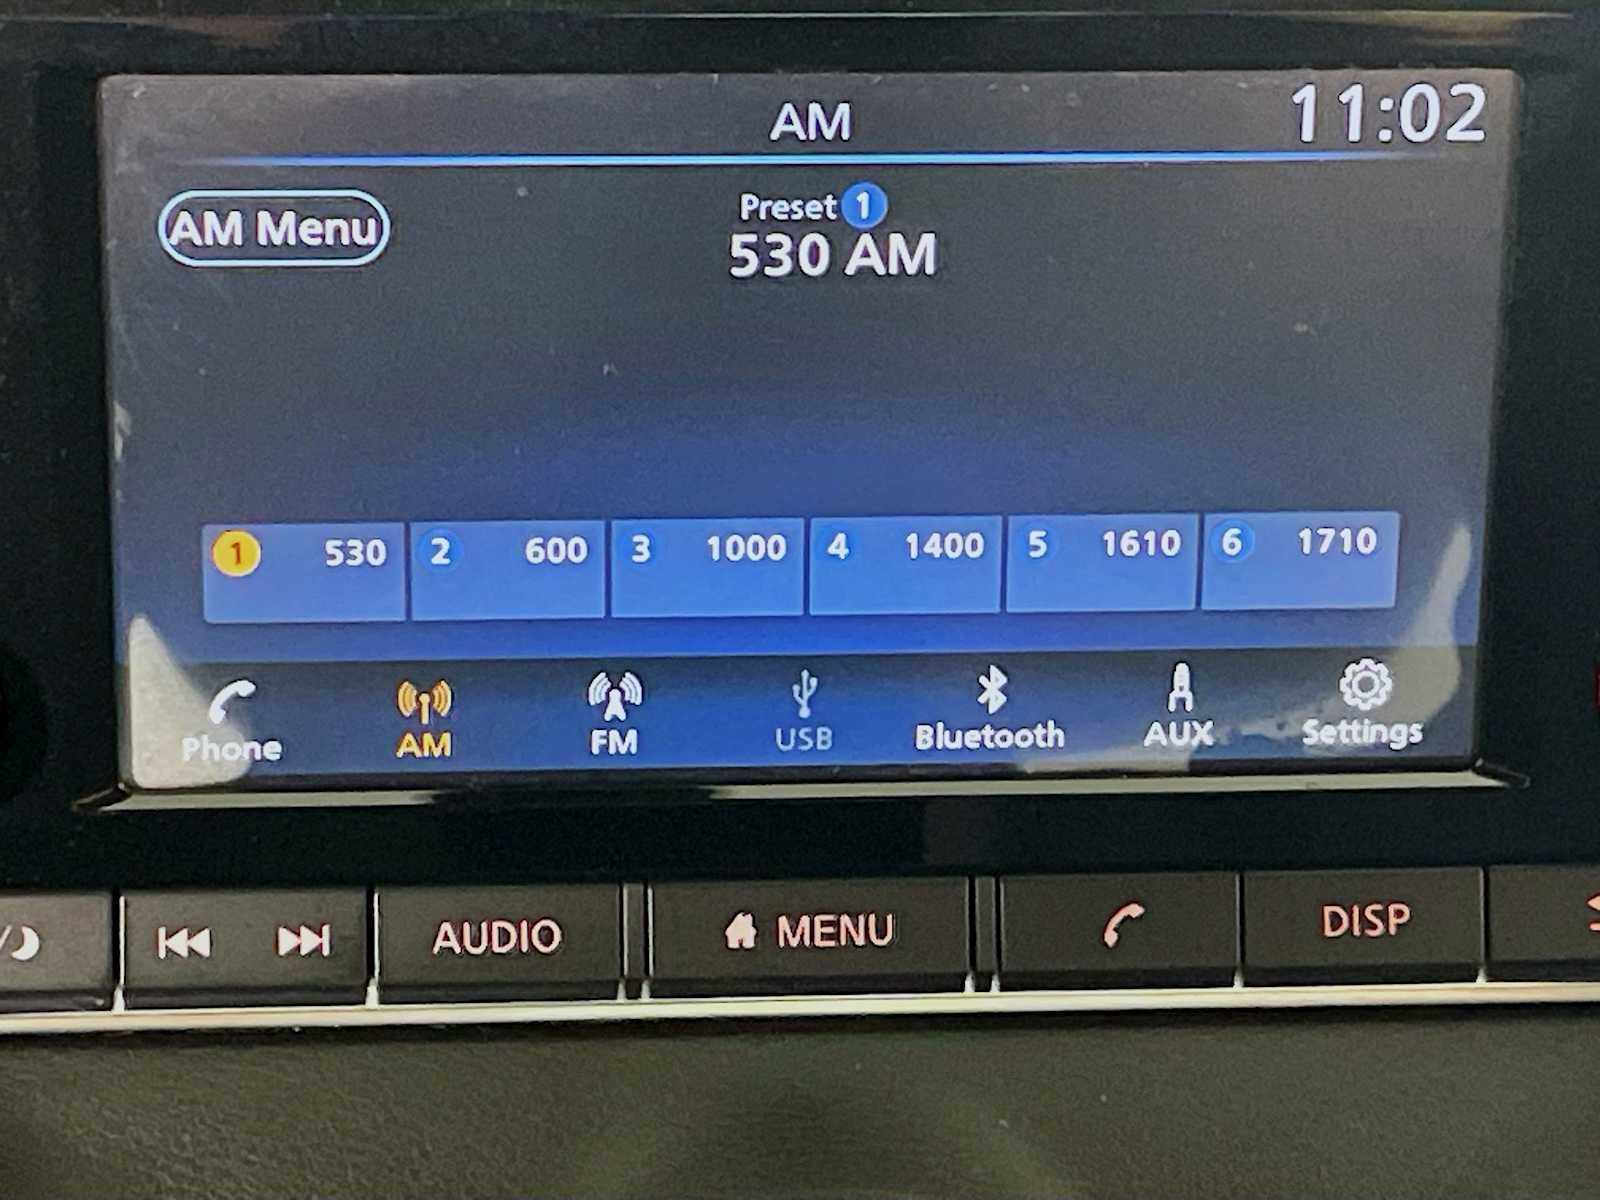 AM 11:02
AM Menu
Preset 1
530 AM
1 530 2 600 3 1000 4 1400 5 1610 6 1710
Phone AM FM USB Bluetooth AUX Settings
AUDIO MENU DISP